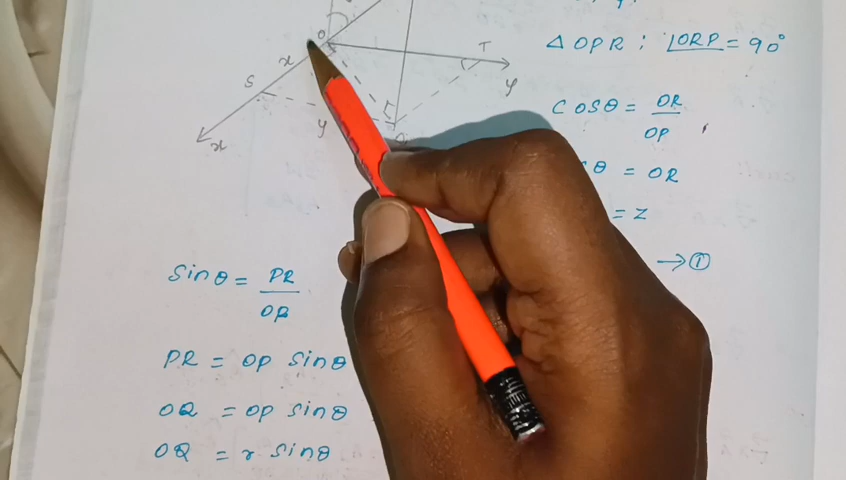 O
x
T
S
y
y
x
Q
Δ OPR : ∠ORP = 90°
COSθ = OR
OP
θ = OR
= z
→ ①
Sinθ = PR
OP
PR = OP Sinθ
OQ = OP Sinθ
OQ = r Sinθ